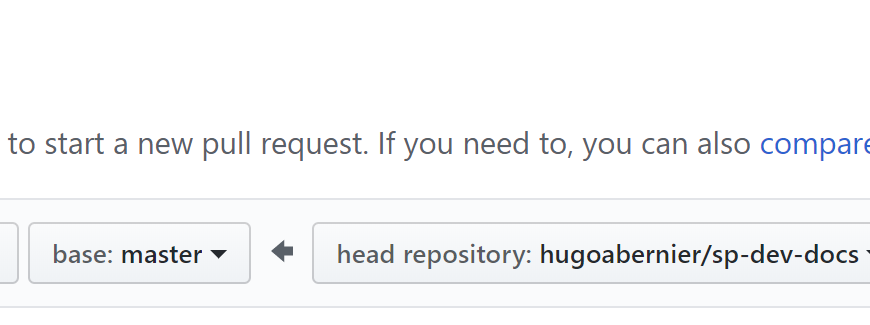 to start a new pull request. If you need to, you can also compare
base: master head repository: hugoabernier/sp-dev-docs